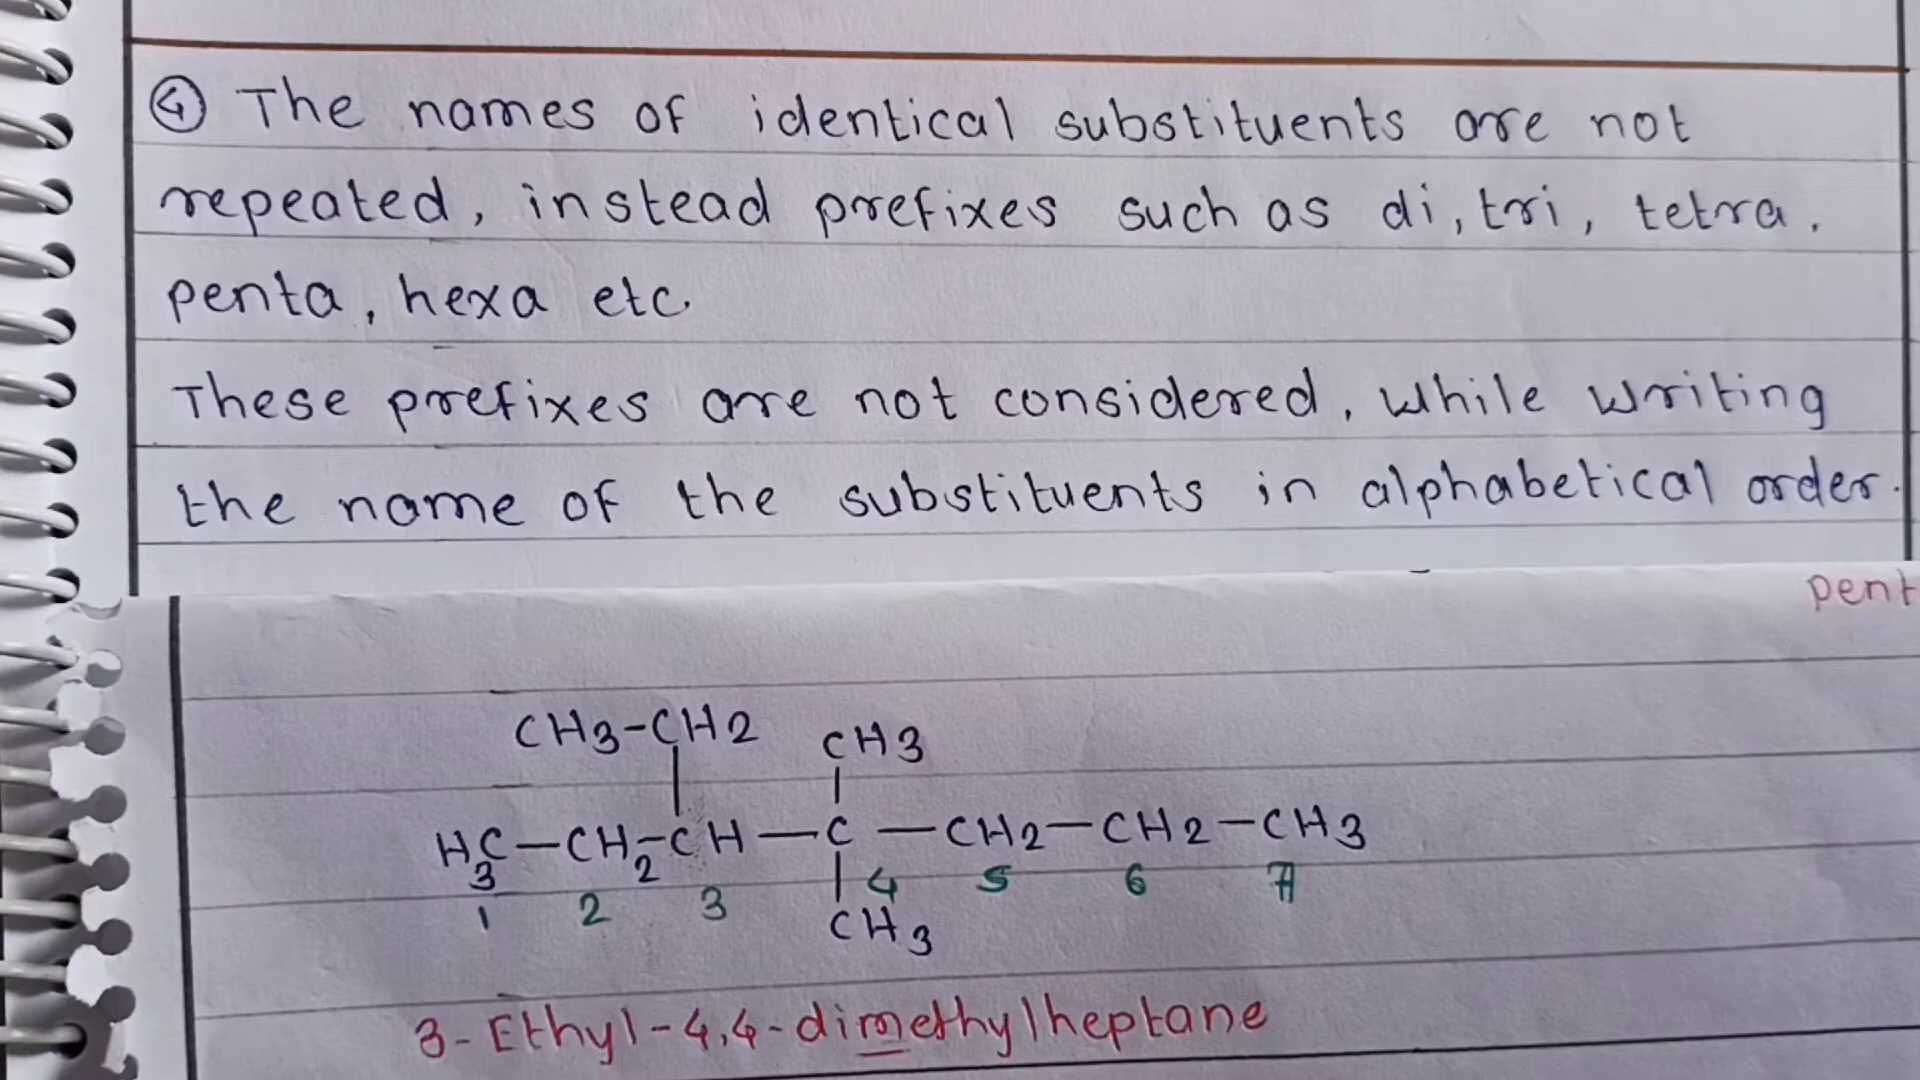 ④ The names of identical substituents are not
repeated, instead prefixes such as di, tri, tetra,
penta, hexa etc.
These prefixes are not considered, while writing
the name of the substituents in alphabetical order.
pent
CH3-CH2 CH3
H3C-CH2-CH-C-CH2-CH2-CH3
1 2 3 4 5 6 7
CH3
3-Ethyl-4,4-dimethylheptane